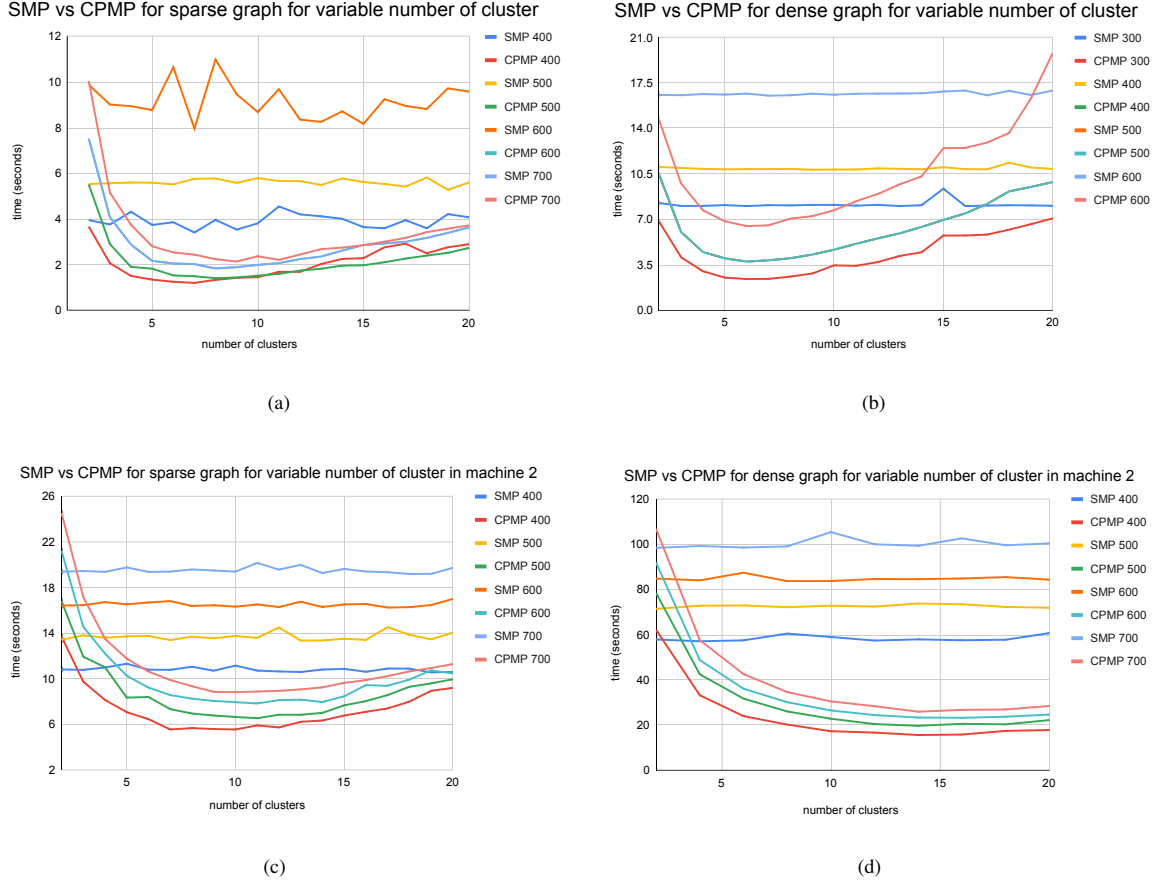 SMP vs CPMP for sparse graph for variable number of cluster
12
10
8
6
4
2
0
time (seconds)
5
10
15
20
number of clusters
SMP 400
CPMP 400
SMP 500
CPMP 500
SMP 600
CPMP 600
SMP 700
CPMP 700
(a)
SMP vs CPMP for dense graph for variable number of cluster
21.0
17.5
14.0
10.5
7.0
3.5
0.0
time (seconds)
5
10
15
20
number of clusters
SMP 300
CPMP 300
SMP 400
CPMP 400
SMP 500
CPMP 500
SMP 600
CPMP 600
(b)
SMP vs CPMP for sparse graph for variable number of cluster in machine 2
26
22
18
14
10
6
2
time (seconds)
5
10
15
20
number of clusters
SMP 400
CPMP 400
SMP 500
CPMP 500
SMP 600
CPMP 600
SMP 700
CPMP 700
(c)
SMP vs CPMP for dense graph for variable number of cluster in machine 2
120
100
80
60
40
20
0
time (seconds)
5
10
15
20
number of clusters
SMP 400
CPMP 400
SMP 500
CPMP 500
SMP 600
CPMP 600
SMP 700
CPMP 700
(d)